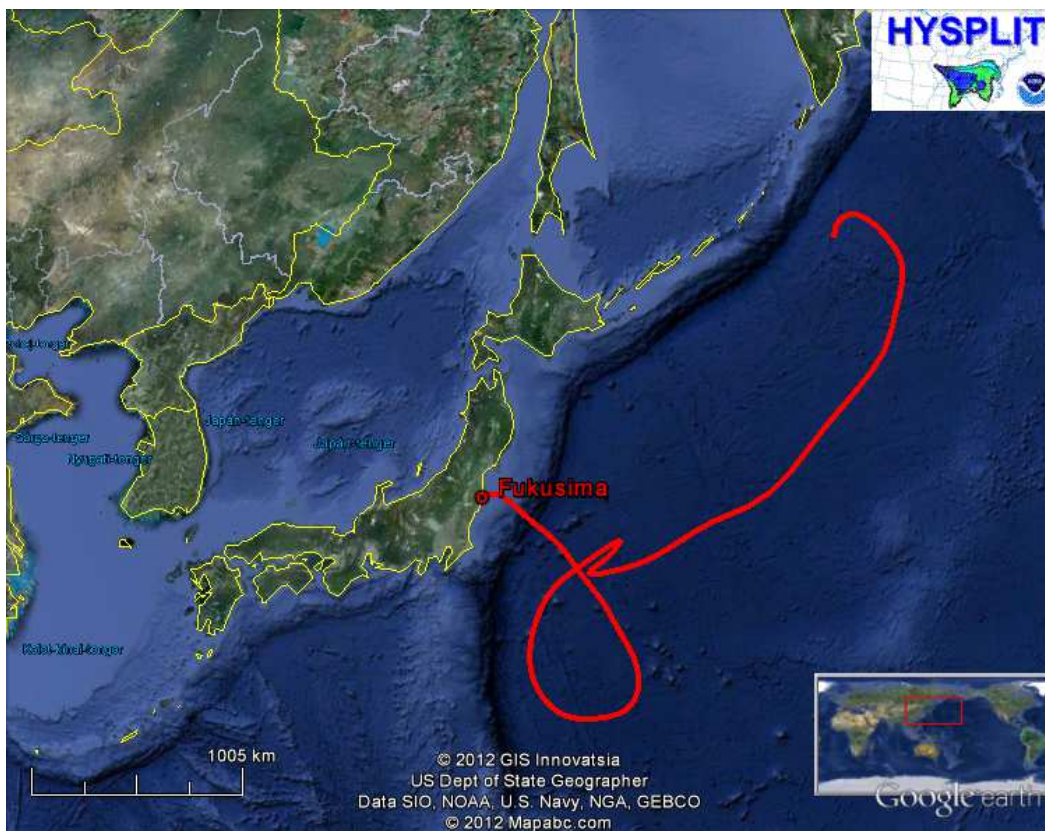 HYSPLIT
Japán-tenger
Japán-tenger
Sárga-tenger
Nyugati-tenger
Fukusima
Kelet-kínai-tenger
1005 km
© 2012 GIS Innovatsia
US Dept of State Geographer
Data SIO, NOAA, U.S. Navy, NGA, GEBCO
© 2012 Mapabc.com
Google earth